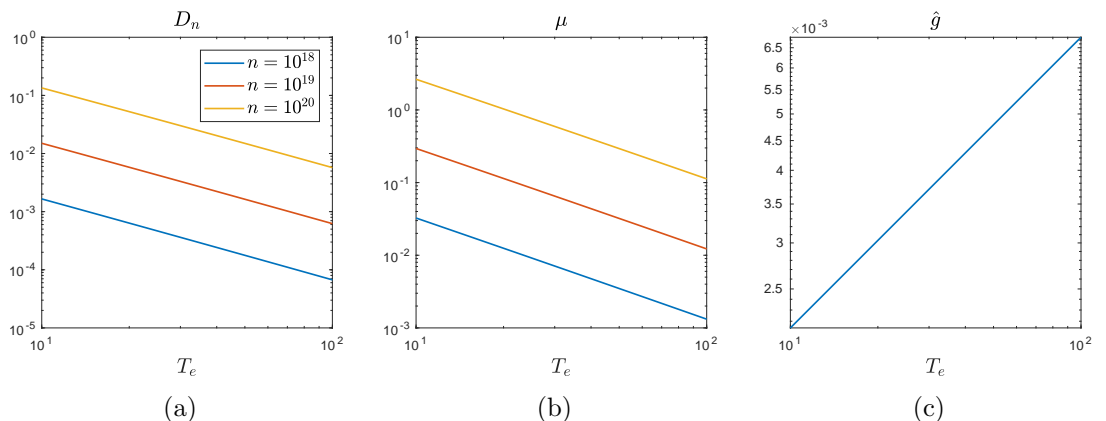 D_n
10^0
10^-1
10^-2
10^-3
10^-4
10^-5
10^1
10^2
T_e
n = 10^18
n = 10^19
n = 10^20
(a)
μ
10^1
10^0
10^-1
10^-2
10^-3
10^1
10^2
T_e
(b)
ĝ
×10^-3
6.5
6
5.5
5
4.5
4
3.5
3
2.5
10^1
10^2
T_e
(c)